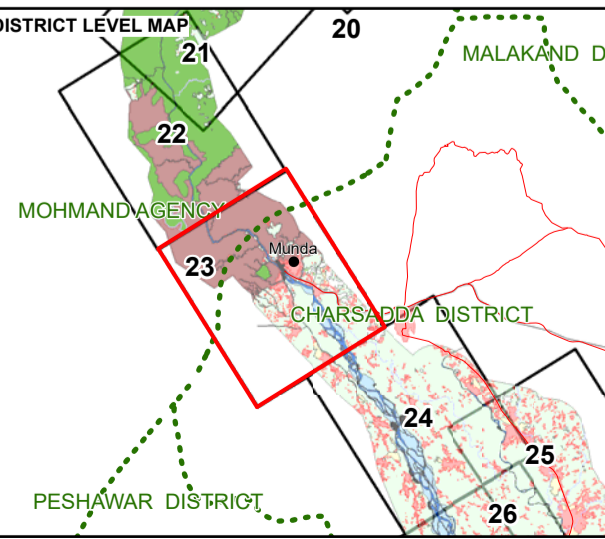 DISTRICT LEVEL MAP
20
21
MALAKAND D
22
MOHMAND AGENCY
Munda
23
CHARSADDA DISTRICT
24
25
PESHAWAR DISTRICT
26